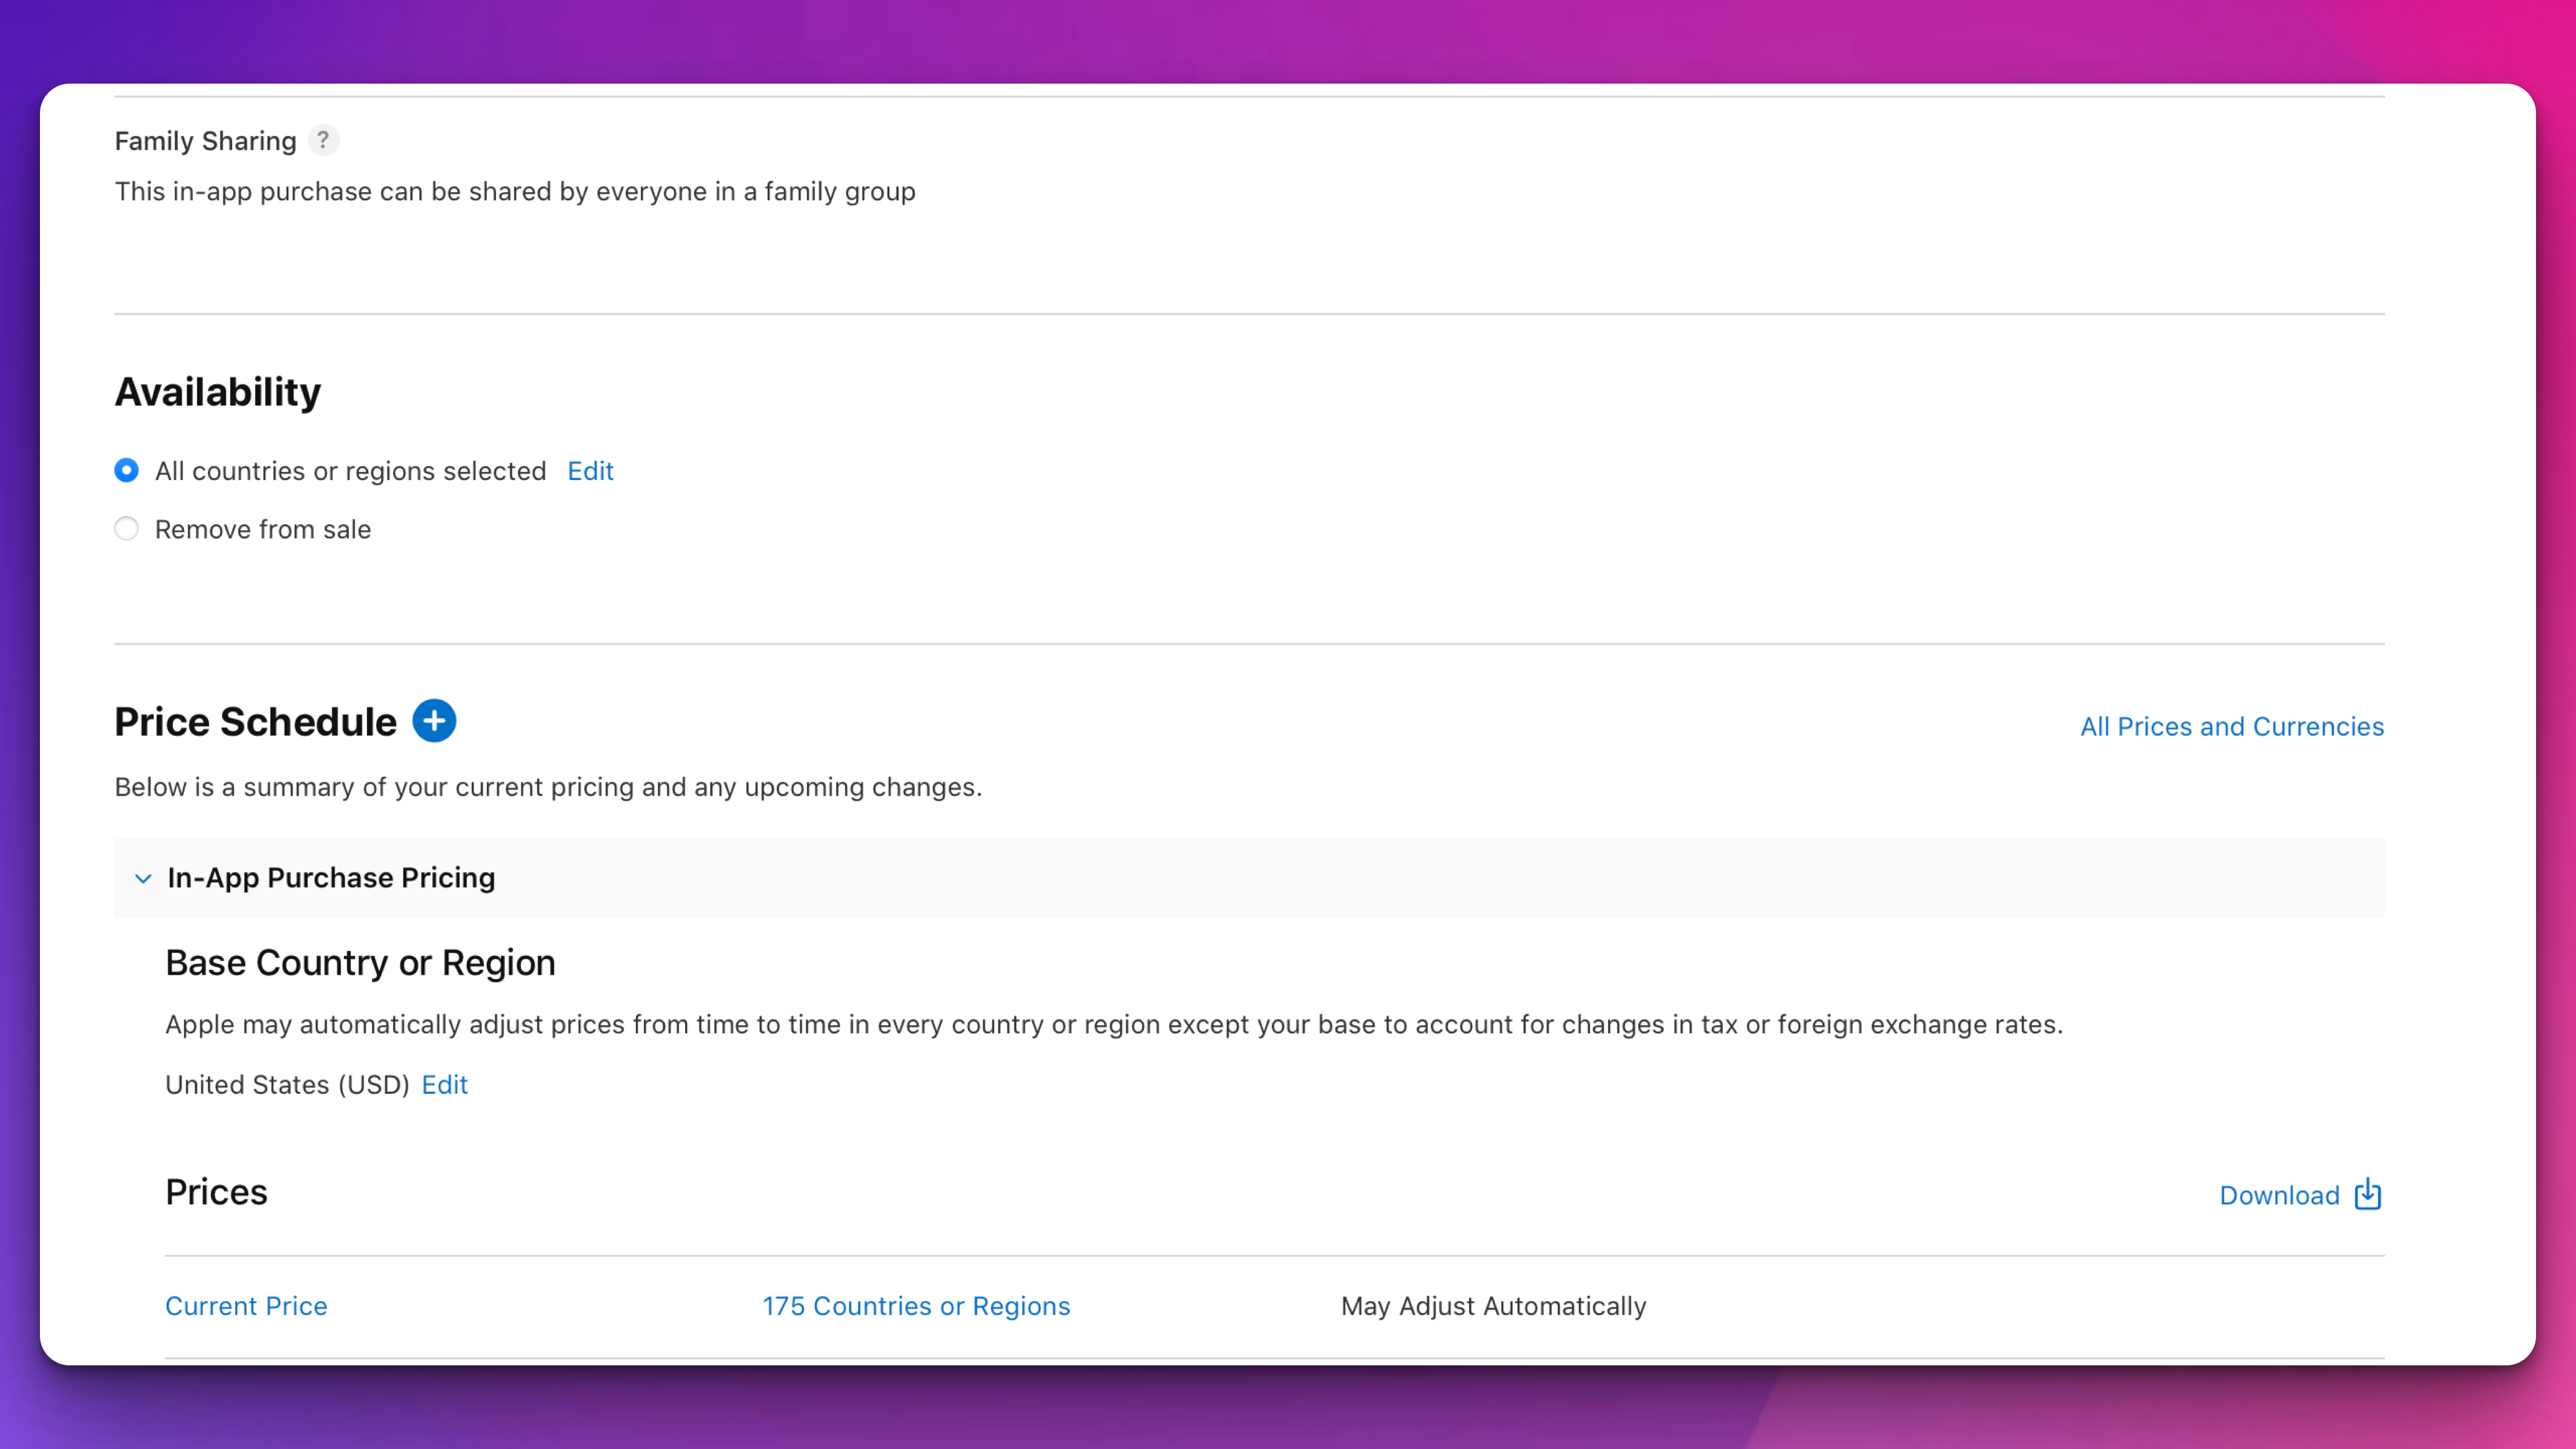 Family Sharing ?
This in-app purchase can be shared by everyone in a family group
Availability
All countries or regions selected Edit
Remove from sale
Price Schedule
All Prices and Currencies
Below is a summary of your current pricing and any upcoming changes.
In-App Purchase Pricing
Base Country or Region
Apple may automatically adjust prices from time to time in every country or region except your base to account for changes in tax or foreign exchange rates.
United States (USD) Edit
Prices
Download
Current Price
175 Countries or Regions
May Adjust Automatically